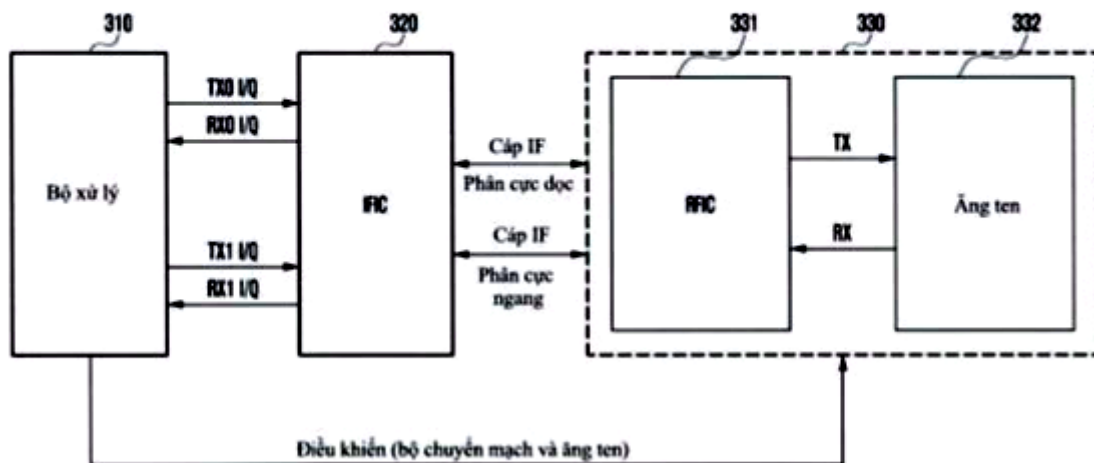 310
320
331
330
332
TX0 I/Q
RX0 I/Q
Bộ xử lý
TX1 I/Q
RX1 I/Q
IFIC
Cáp IF
Phân cực dọc
Cáp IF
Phân cực
ngang
RFIC
TX
RX
Ăng ten
Điều khiển (bộ chuyển mạch và ăng ten)